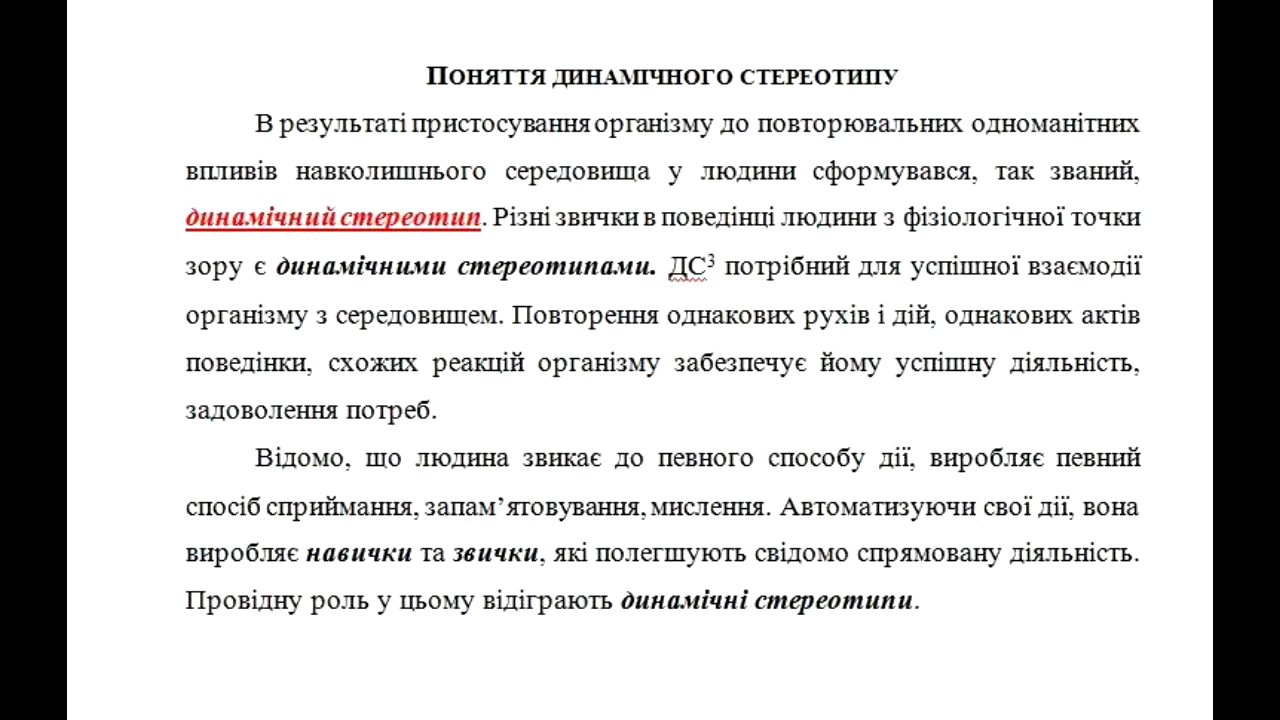 ПОНЯТТЯ ДИНАМІЧНОГО СТЕРЕОТИПУ
В результаті пристосування організму до повторювальних одноманітних
впливів навколишнього середовища у людини сформувався, так званий,
динамічний стереотип. Різні звички в поведінці людини з фізіологічної точки
зору є динамічними стереотипами. ДС³ потрібний для успішної взаємодії
організму з середовищем. Повторення однакових рухів і дій, однакових актів
поведінки, схожих реакцій організму забезпечує йому успішну діяльність,
задоволення потреб.
Відомо, що людина звикає до певного способу дії, виробляє певний
спосіб сприймання, запам’ятовування, мислення. Автоматизуючи свої дії, вона
виробляє навички та звички, які полегшують свідомо спрямовану діяльність.
Провідну роль у цьому відіграють динамічні стереотипи.